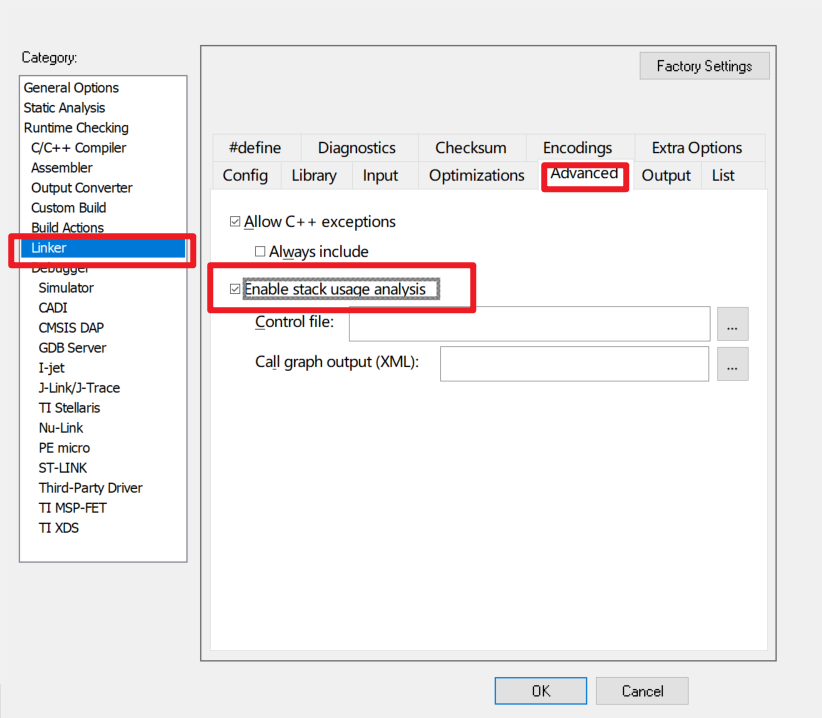 Category:
General Options
Static Analysis
Runtime Checking
C/C++ Compiler
Assembler
Output Converter
Custom Build
Build Actions
Linker
Debugger
Simulator
CADI
CMSIS DAP
GDB Server
I-jet
J-Link/J-Trace
TI Stellaris
Nu-Link
PE micro
ST-LINK
Third-Party Driver
TI MSP-FET
TI XDS
Factory Settings
#define Diagnostics Checksum Encodings Extra Options
Config Library Input Optimizations Advanced Output List
Allow C++ exceptions
Always include
Enable stack usage analysis
Control file:
...
Call graph output (XML):
...
OK Cancel